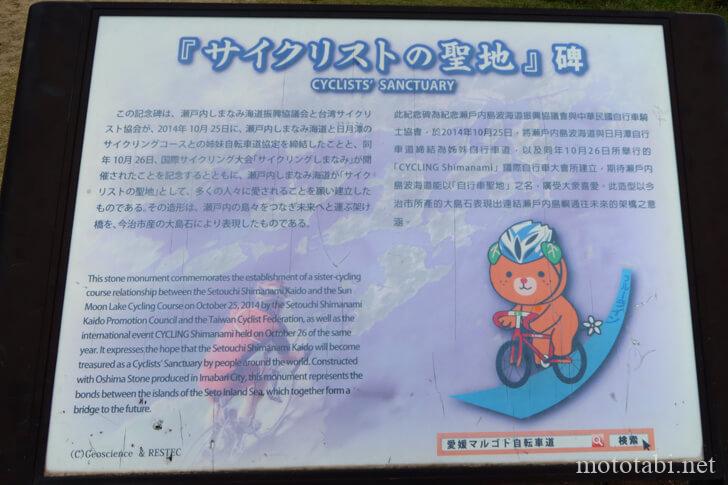 『サイクリストの聖地』碑
CYCLISTS' SANCTUARY
この記念碑は、瀬戸内しまなみ海道振興協議会と台湾サイクリ
スト協会が、2014年 10月 25日に、瀬戸内しまなみ海道と日月潭の
サイクリングコースとの姉妹自転車道協定を締結したことと、同
年 10月 26日、国際サイクリング大会「サイクリングしまなみ」が開
催されたことを記念するとともに、瀬戸内しまなみ海道が「サイク
リストの聖地」として、多くの人々に愛されることを願い建立した
ものである。その造形は、瀬戸内の島々をつなぎ未来へと運ぶ架け
橋を、今治市産の大島石により表現したものである。
此紀念碑為紀念瀬戶內島波海道振興協議會與中華民國自行車騎
士協會，於2014年10月25日，將瀬戶內島波海道與日月潭自行
車道締結為姊妹自行車道，以及同年10月26日所舉行的
「CYCLING Shimanami」國際自行車大會所建立，期待瀬戶內
島波海道能以「自行車聖地」之名，廣受大衆喜愛，此造型以今
治市所產的大島石表現出連結瀬戶內島嶼邁往未來的架橋之意
涵。
This stone monument commemorates the establishment of a sister-cycling
course relationship between the Setouchi Shimanami Kaido and the Sun
Moon Lake Cycling Course on October 25, 2014 by the Setouchi Shimanami
Kaido Promotion Council and the Taiwan Cyclist Federation, as well as the
international event CYCLING Shimanami held on October 26 of the same
year. It expresses the hope that the Setouchi Shimanami Kaido will become
treasured as a Cyclists' Sanctuary by people around the world. Constructed
with Oshima Stone produced in Imabari City, this monument represents the
bonds between the islands of the Seto Inland Sea, which together form a
bridge to the future.
ブルーライン
愛媛マルゴト自転車道 検索
(C)Geoscience & RESTEC
mototabi.net